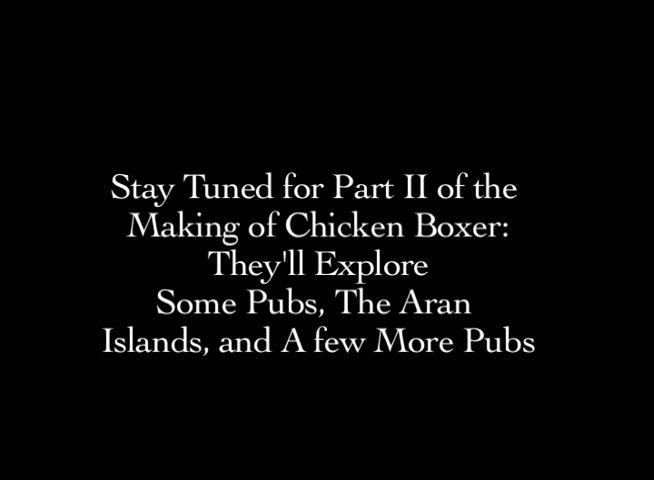 Stay Tuned for Part II of the
Making of Chicken Boxer:
They'll Explore
Some Pubs, The Aran
Islands, and A few More Pubs